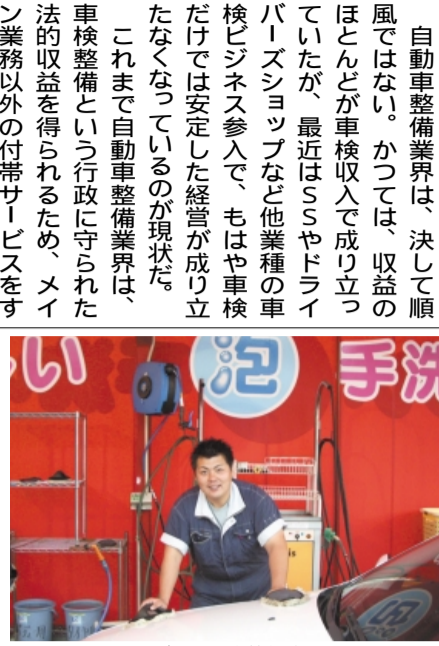 自動車整備業界は、決して順
風ではない。かつては、収益の
ほとんどが車検収入で成り立っ
ていたが、最近はSSやドライ
バーズショップなど他業種の車
検ビジネス参入で、もはや車検
だけでは安定した経営が成り立
たなくなっているのが現状だ。
これまで自動車整備業界は、
車検整備という行政に守られた
法的収益を得られるため、メイ
ン業務以外の付帯サービスをす
い
泡
手洗
is